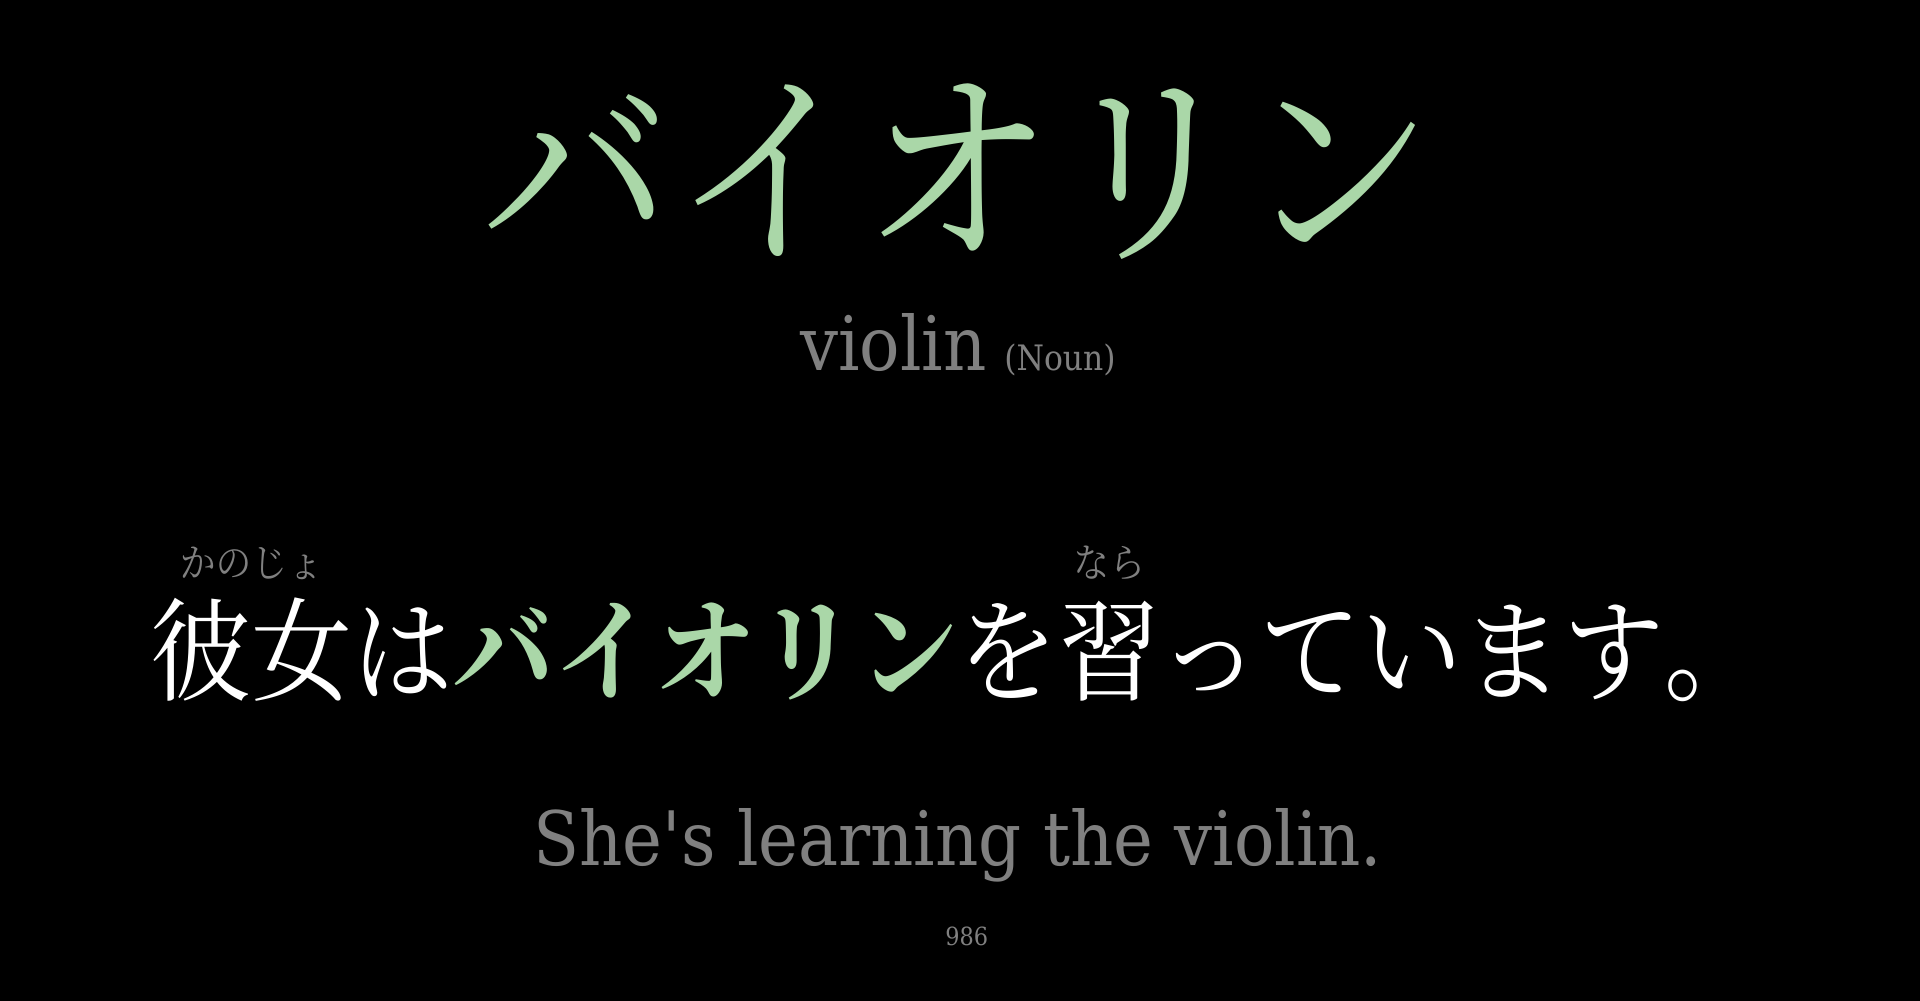 バイオリン
violin (Noun)
かのじょ なら
彼女はバイオリンを習っています。
She's learning the violin.
986